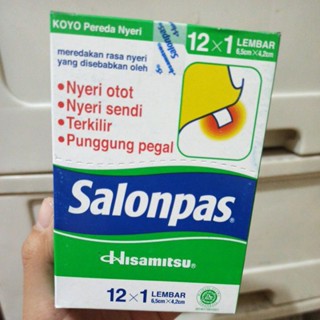 KOYO Pereda Nyeri
12×1 LEMBAR
6,5cm×4,2cm
meredakan rasa nyeri
yang disebabkan oleh
Salonpas
• Nyeri otot
• Nyeri sendi
• Terkilir
• Punggung pegal
Salonpas®
Hisamitsu®
12×1 LEMBAR
6,5cm×4,2cm